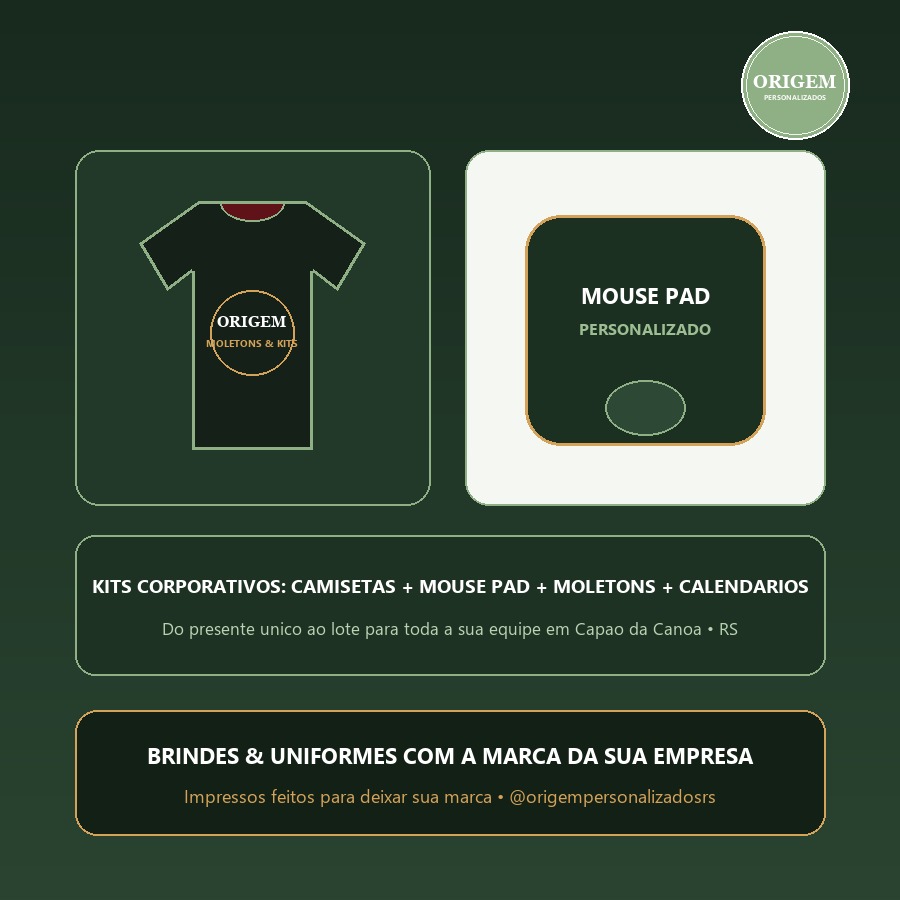 ORIGEM
PERSONALIZADOS
ORIGEM
MOLETONS & KITS
MOUSE PAD
PERSONALIZADO
KITS CORPORATIVOS: CAMISETAS + MOUSE PAD + MOLETONS + CALENDARIOS
Do presente unico ao lote para toda a sua equipe em Capao da Canoa • RS
BRINDES & UNIFORMES COM A MARCA DA SUA EMPRESA
Impressos feitos para deixar sua marca • @origempersonalizadosrs